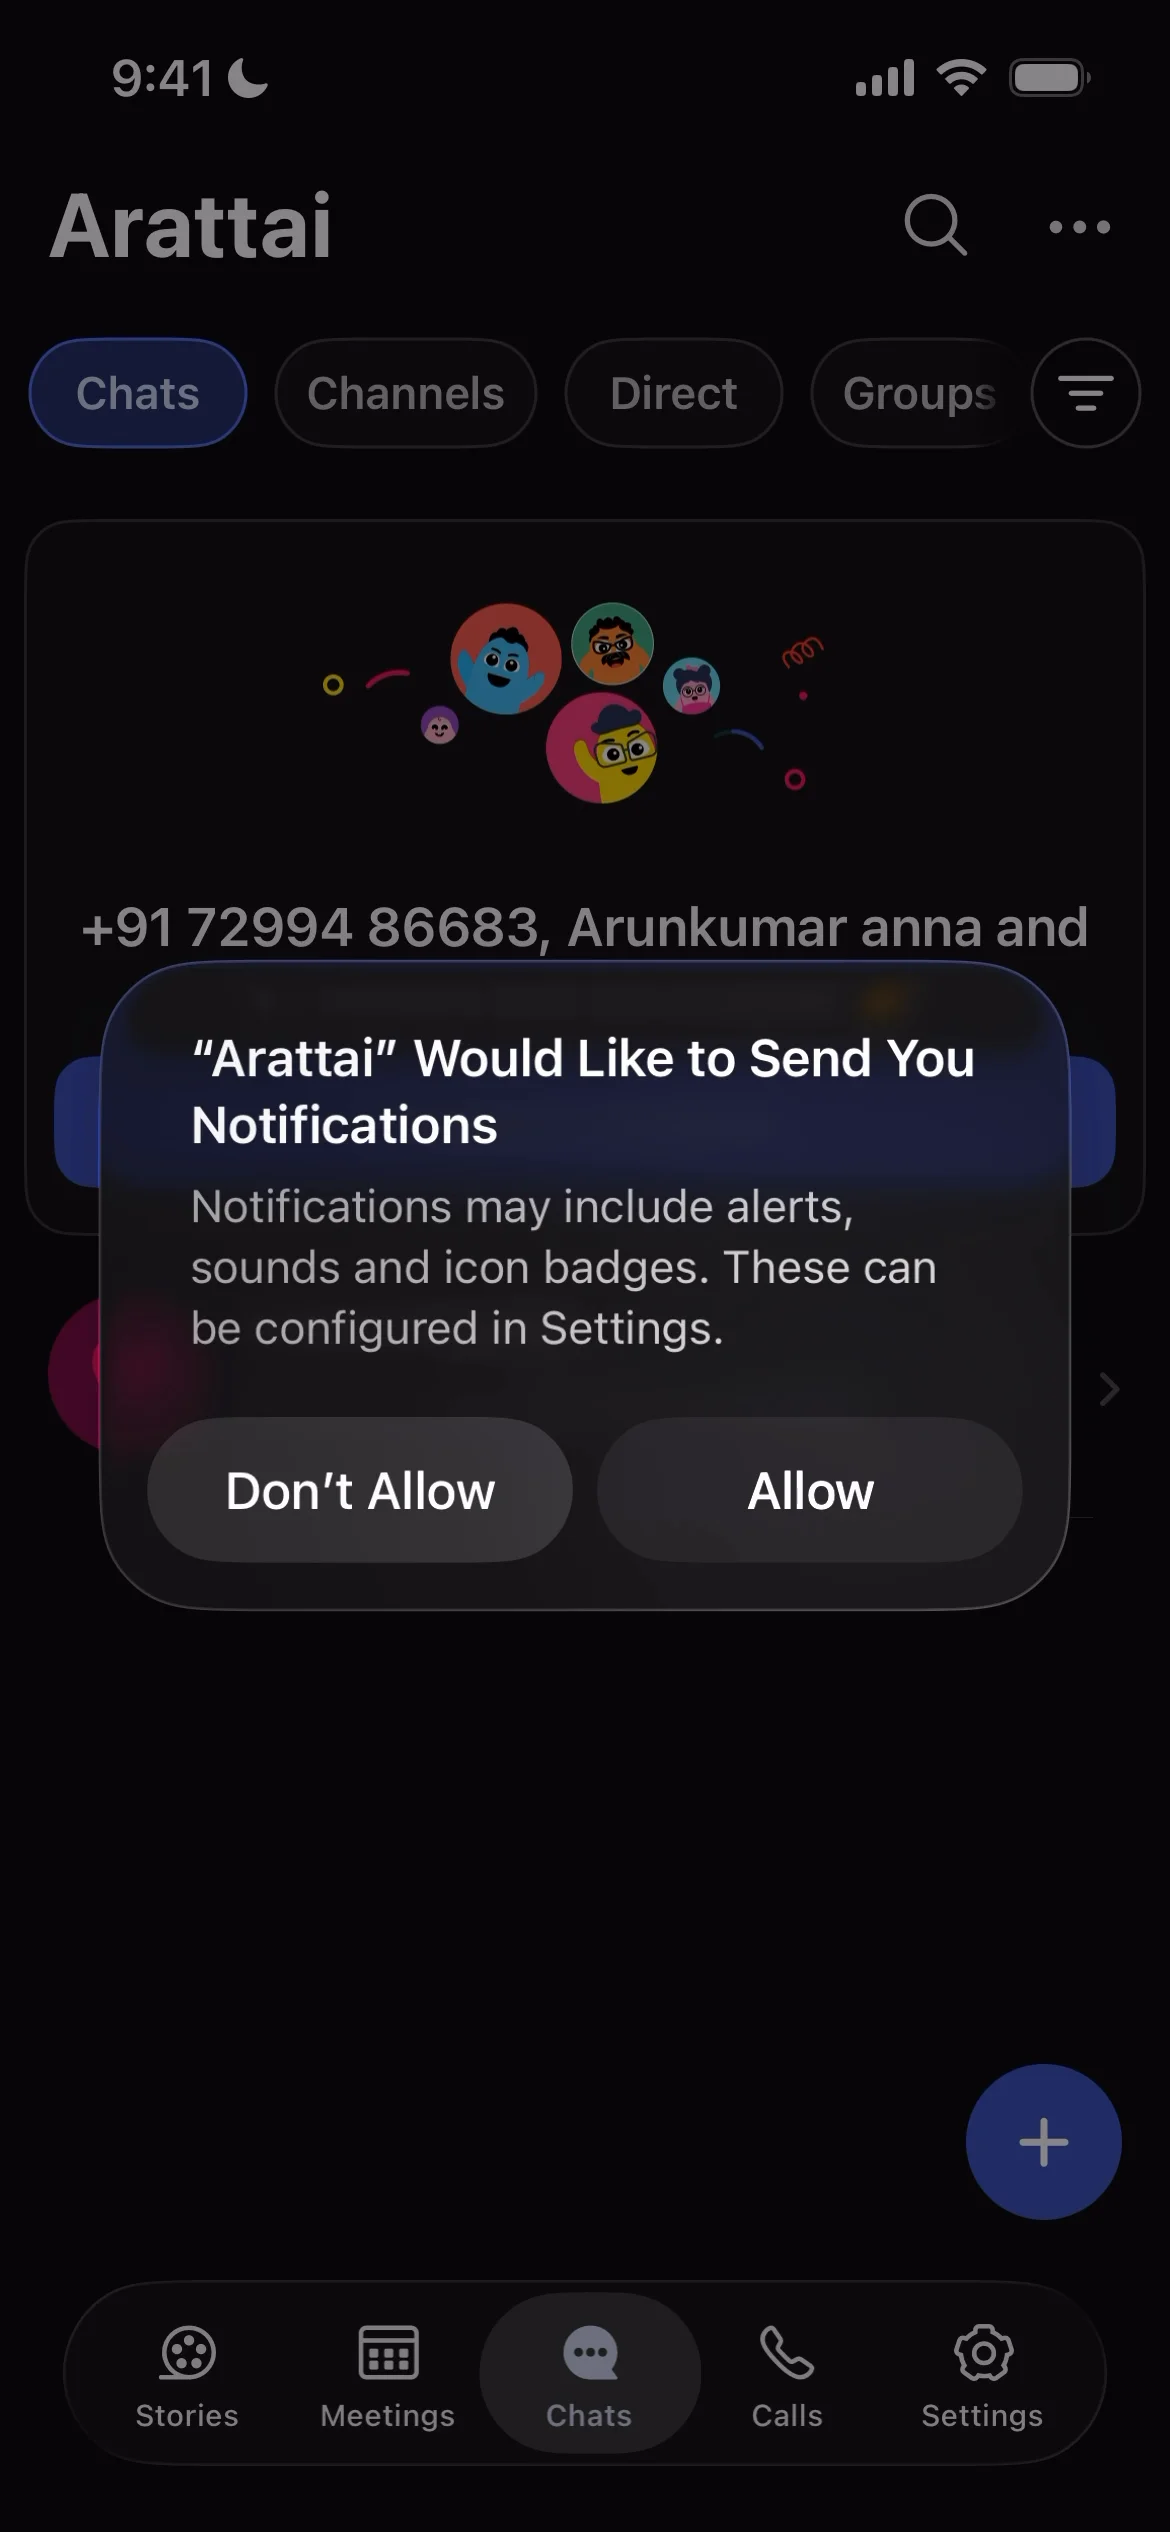 9:41
Arattai
Chats Channels Direct Groups
+91 72994 86683, Arunkumar anna and
“Arattai” Would Like to Send You
Notifications
Notifications may include alerts,
sounds and icon badges. These can
be configured in Settings.
Don’t Allow Allow
Stories Meetings Chats Calls Settings